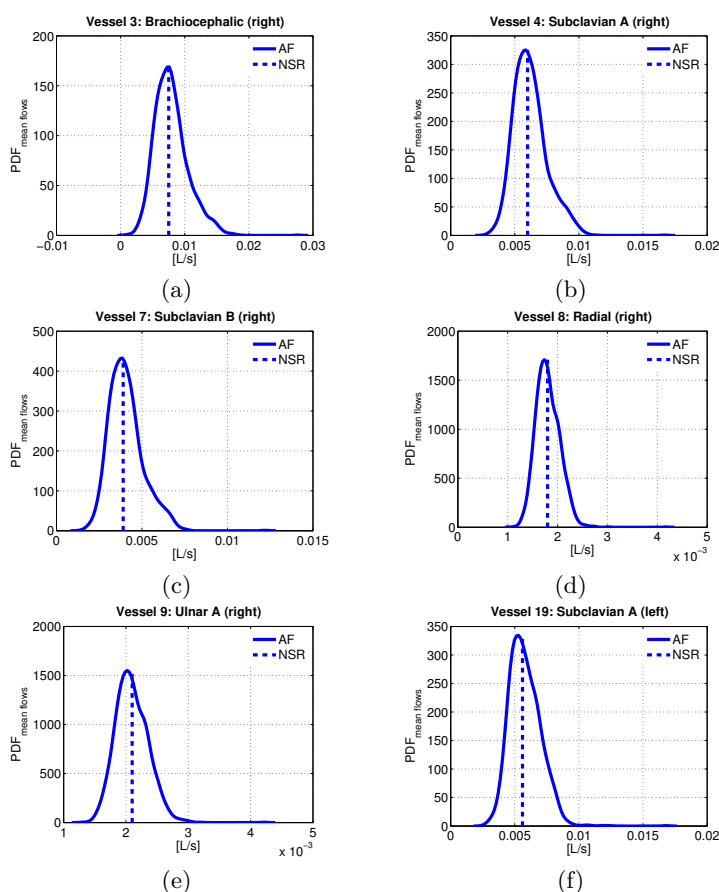 Vessel 3: Brachiocephalic (right)
200
150
100
50
0
−0.01
0
0.01
0.02
0.03
[L/s]
PDF mean flows
AF
NSR
(a)
Vessel 4: Subclavian A (right)
350
300
250
200
150
100
50
0
0
0.005
0.01
0.015
0.02
[L/s]
PDF mean flows
AF
NSR
(b)
Vessel 7: Subclavian B (right)
500
400
300
200
100
0
0
0.005
0.01
0.015
[L/s]
PDF mean flows
AF
NSR
(c)
Vessel 8: Radial (right)
2000
1500
1000
500
0
0
1
2
3
4
5
x 10⁻³
[L/s]
PDF mean flows
AF
NSR
(d)
Vessel 9: Ulnar A (right)
2000
1500
1000
500
0
1
2
3
4
5
x 10⁻³
[L/s]
PDF mean flows
AF
NSR
(e)
Vessel 19: Subclavian A (left)
350
300
250
200
150
100
50
0
0
0.005
0.01
0.015
0.02
[L/s]
PDF mean flows
AF
NSR
(f)